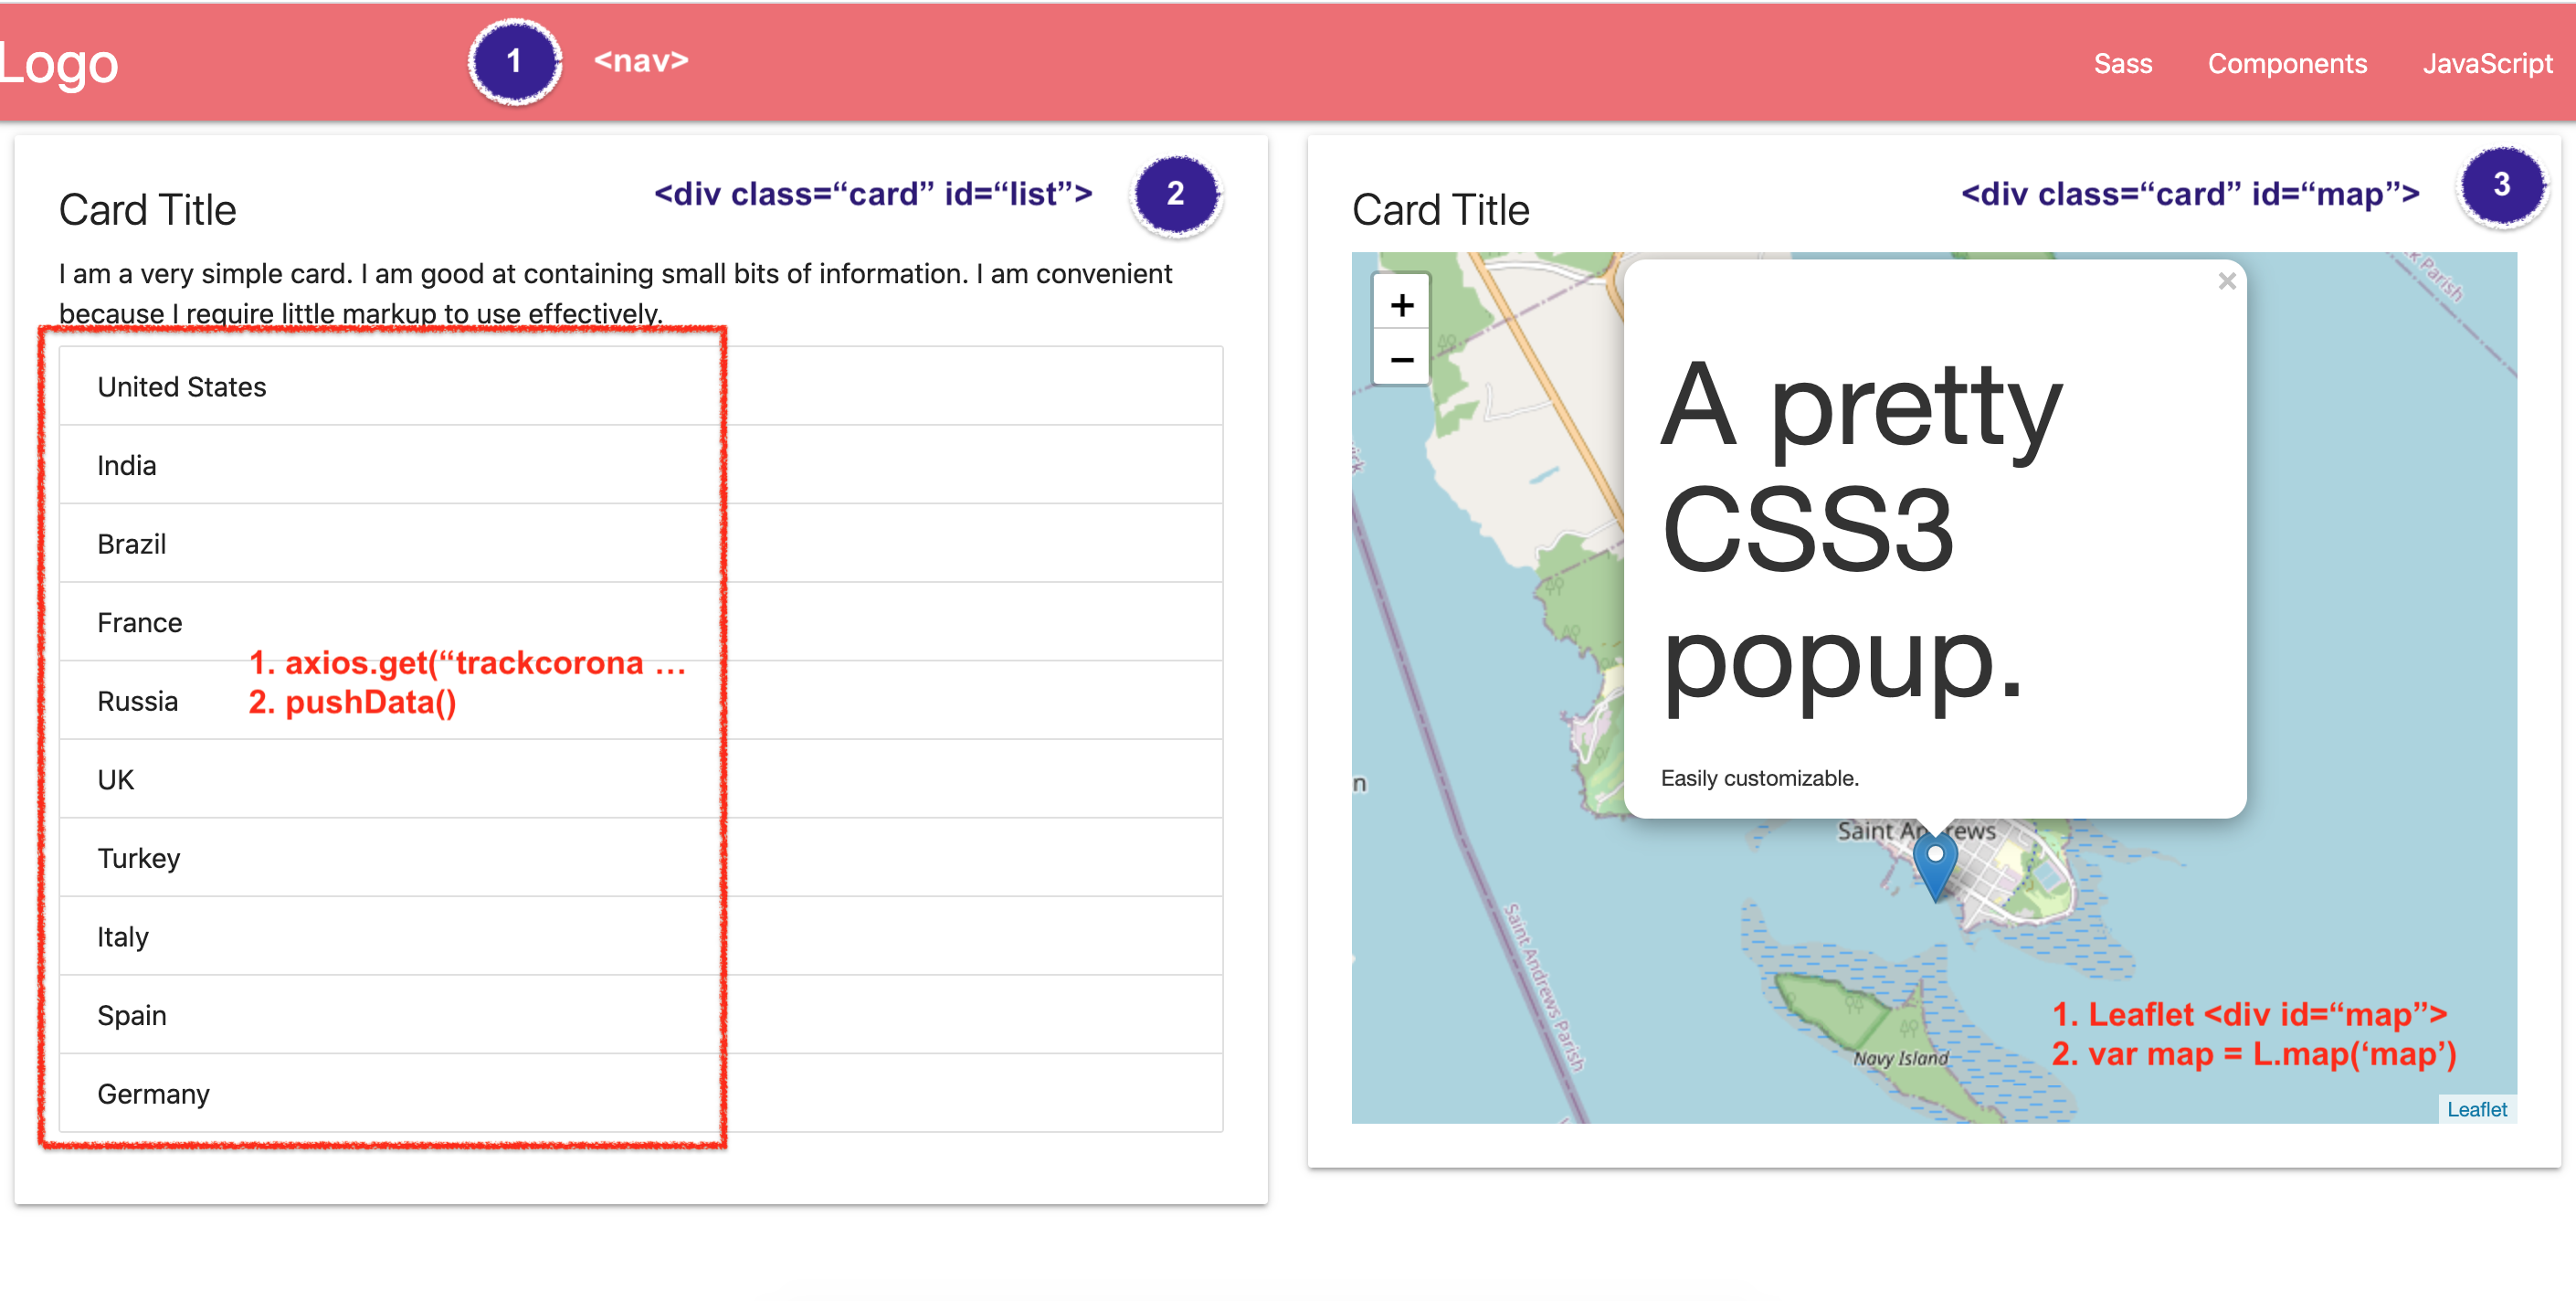 Logo
1
<nav>
Sass
Components
JavaScript
Card Title
<div class=“card” id=“list”>
2
I am a very simple card. I am good at containing small bits of information. I am convenient
because I require little markup to use effectively.
United States
India
Brazil
France
1. axios.get(“trackcorona ...
Russia
2. pushData()
UK
Turkey
Italy
Spain
Germany
Card Title
<div class=“card” id=“map”>
3
+
−
×
k Parish
A pretty
CSS3
popup.
Easily customizable.
n
Saint Andrews
Saint Andrews Parish
Navy Island
1. Leaflet <div id=“map”>
2. var map = L.map(‘map’)
Leaflet